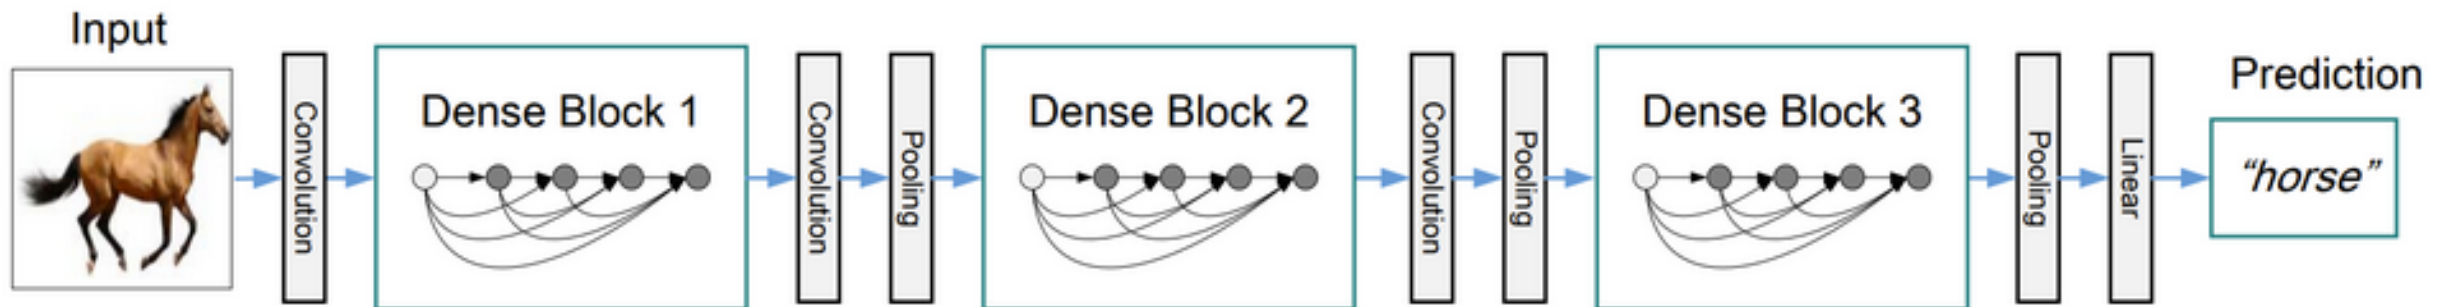 Input
Convolution
Dense Block 1
Convolution
Pooling
Dense Block 2
Convolution
Pooling
Dense Block 3
Pooling
Linear
Prediction
“horse”